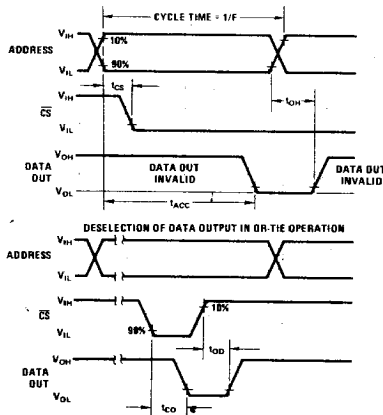 CYCLE TIME = 1/F
ADDRESS
VIH
VIL
10%
90%
tCS
tOH
CS
VIH
VIL
DATA OUT
VOH
VOL
DATA OUT INVALID
DATA OUT INVALID
tACC
DESELECTION OF DATA OUTPUT IN OR-TIE OPERATION
ADDRESS
VIH
VIL
CS
VIH
VIL
90%
10%
tOD
DATA OUT
VOH
VOL
tCO